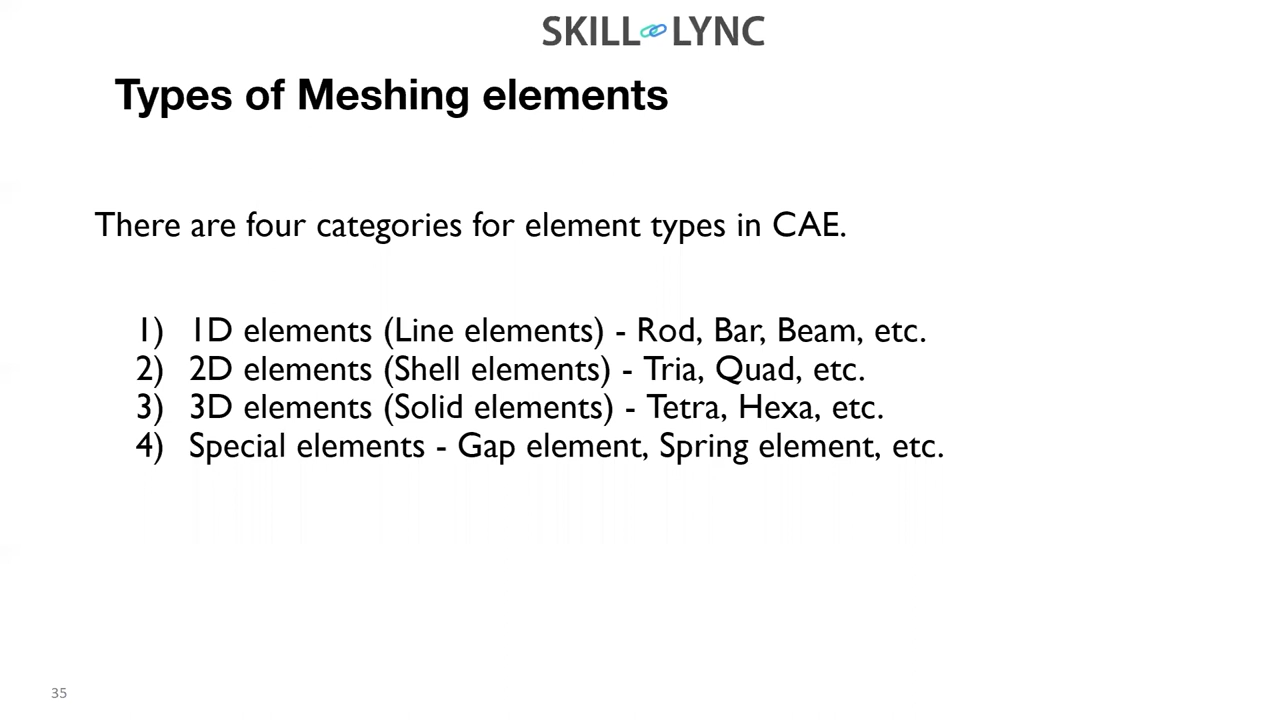 SKILL LYNC
Types of Meshing elements
There are four categories for element types in CAE.
1) 1D elements (Line elements) - Rod, Bar, Beam, etc.
2) 2D elements (Shell elements) - Tria, Quad, etc.
3) 3D elements (Solid elements) - Tetra, Hexa, etc.
4) Special elements - Gap element, Spring element, etc.
35